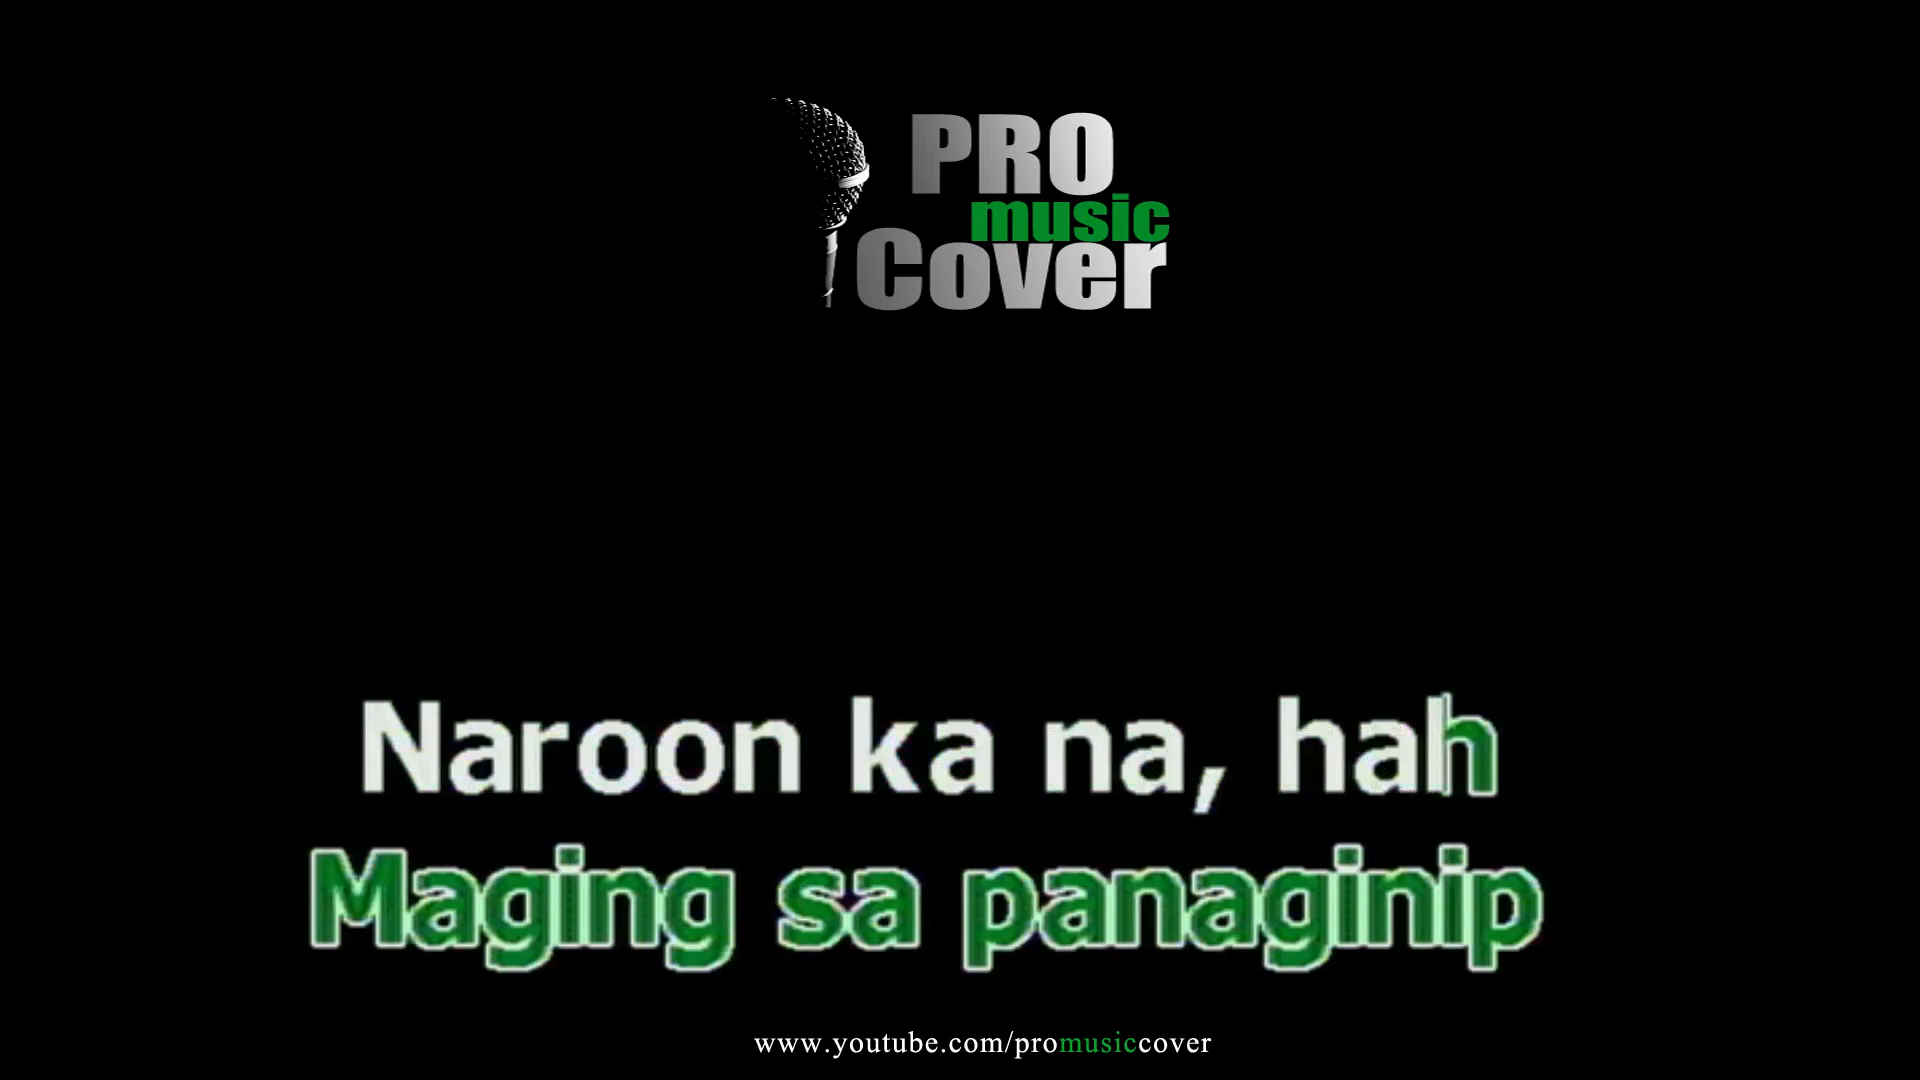 PRO
music
Cover
Naroon ka na, hah
Maging sa panaginip
www.youtube.com/promusiccover